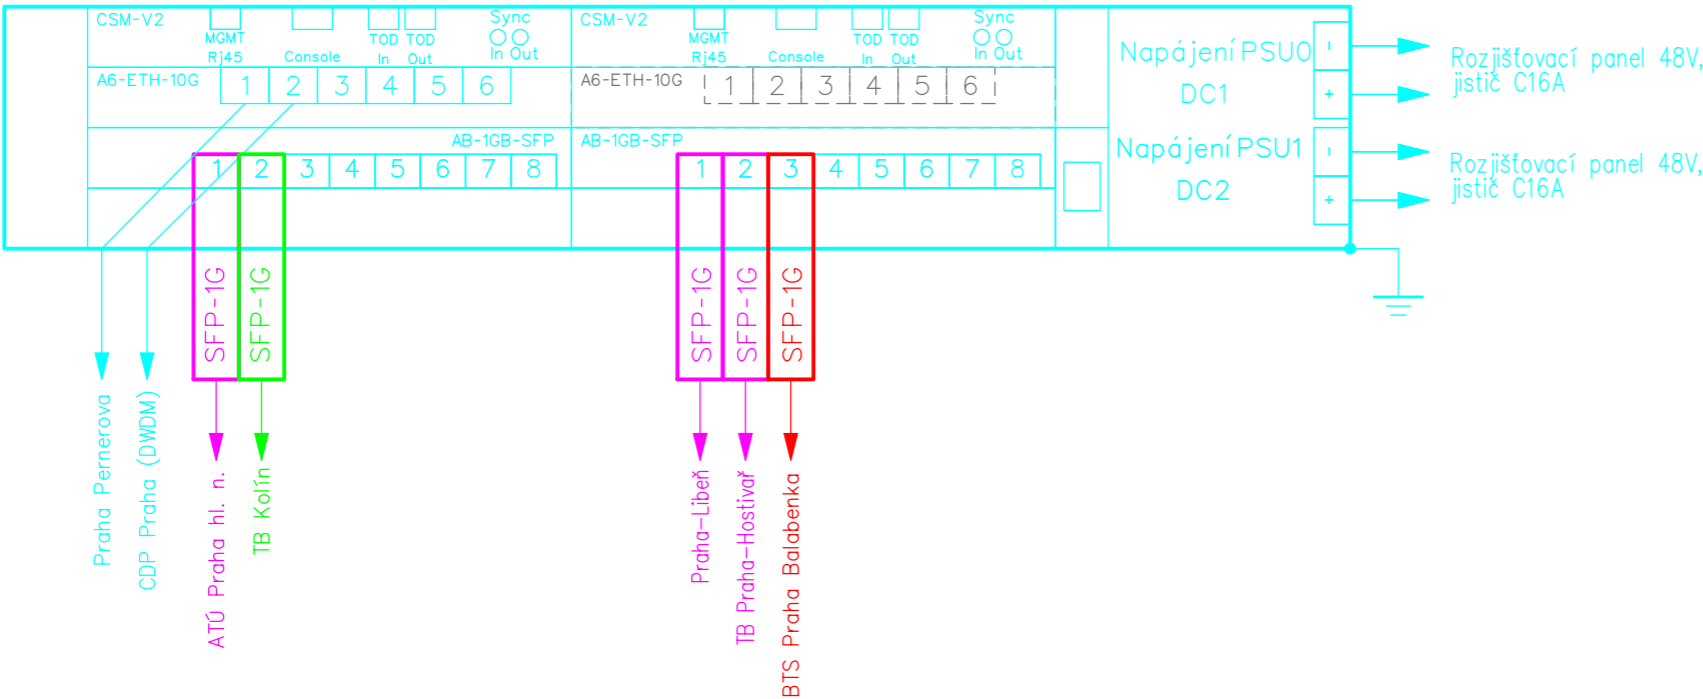 CSM-V2
MGMT
Rj45
Console
TOD TOD
In Out
Sync
In Out
A6-ETH-10G
1 2 3 4 5 6
AB-1GB-SFP
1 2 3 4 5 6 7 8
CSM-V2
MGMT
Rj45
Console
TOD TOD
In Out
Sync
In Out
A6-ETH-10G
1 2 3 4 5 6
AB-1GB-SFP
1 2 3 4 5 6 7 8
Napájení PSU0
DC1
-
+
Rozjišťovací panel 48V,
jistič C16A
Napájení PSU1
DC2
-
+
Rozjišťovací panel 48V,
jistič C16A
SFP-1G
SFP-1G
SFP-1G
SFP-1G
SFP-1G
Praha Pernerova
CDP Praha (DWDM)
ATÚ Praha hl. n.
TB Kolín
Praha-Libeň
TB Praha-Hostivař
BTS Praha Balabenka